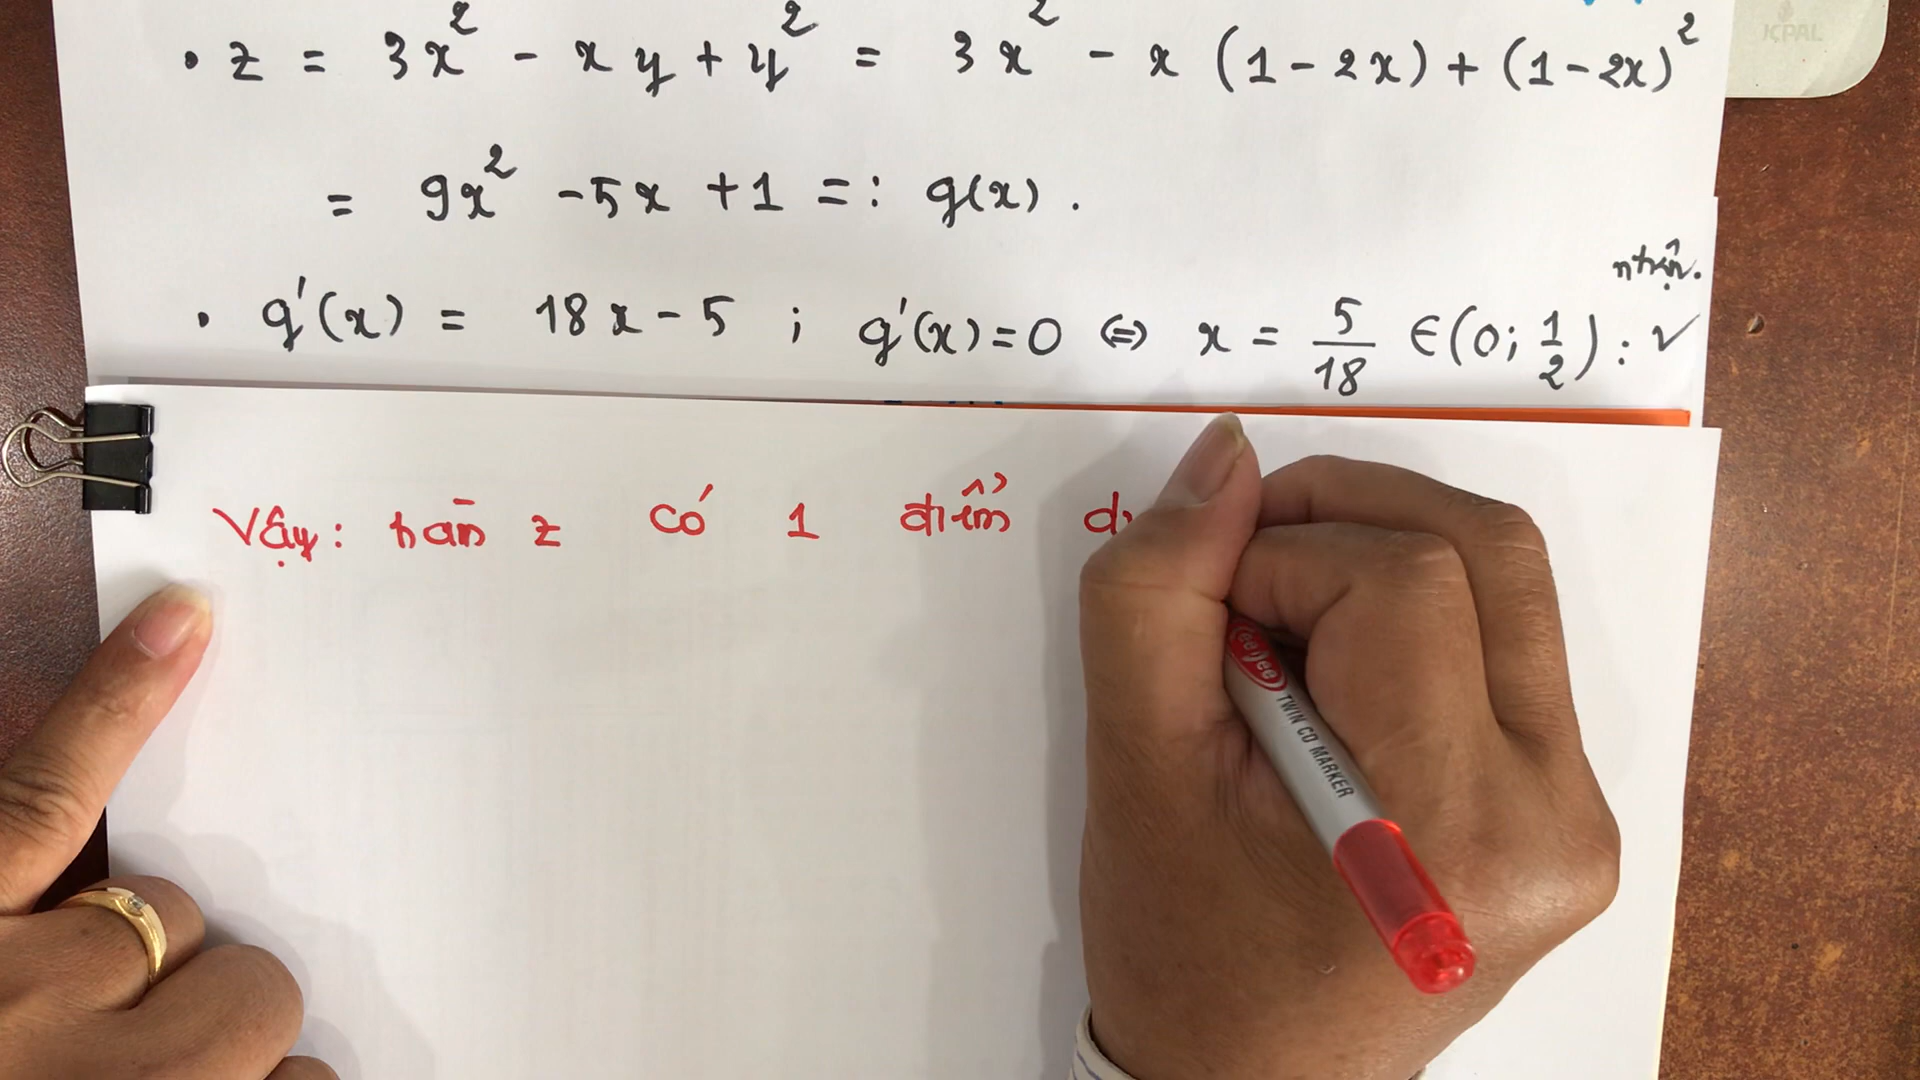 • z = 3x² - xy + y² = 3x² - x (1 - 2x) + (1 - 2x)²
= 9x² - 5x + 1 =: g(x) .
nhận.
• g'(x) = 18x - 5 ; g'(x) = 0 ⇔ x = 5/18 ∈ (0; 1/2) : ✓
Vậy: hàm z có 1 điểm
TWIN CD MARKER
JCPAL